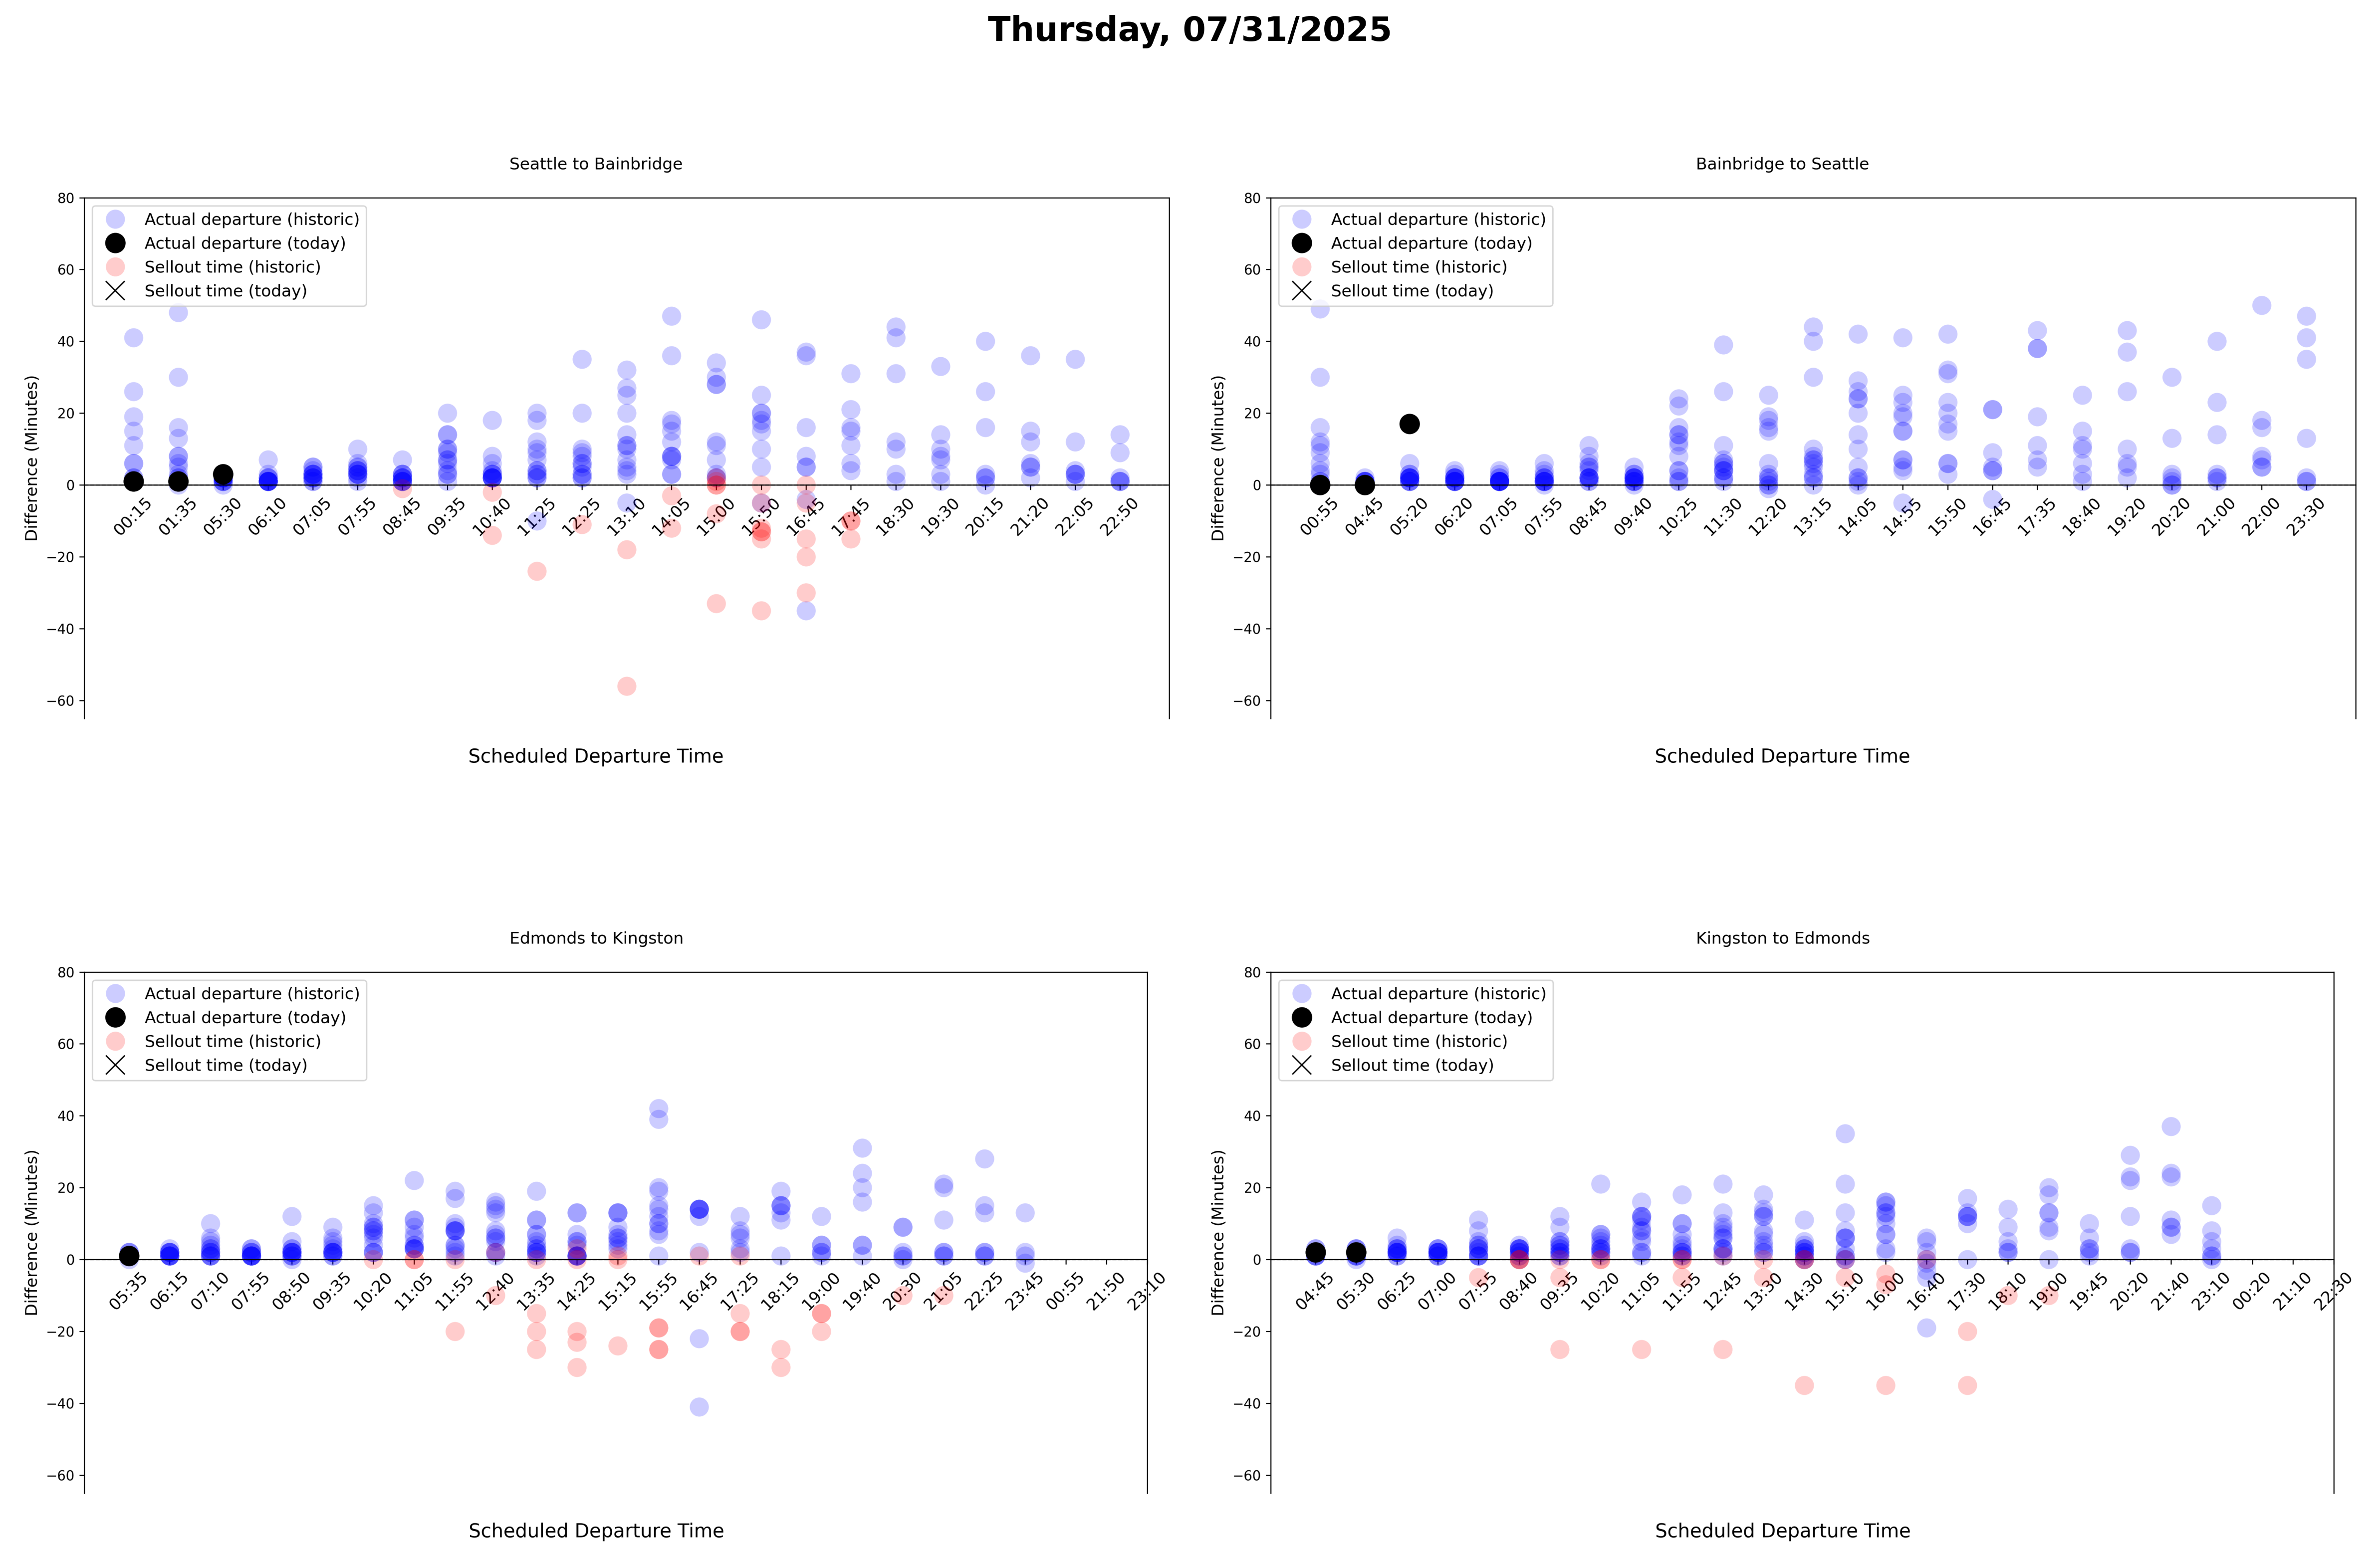 Thursday, 07/31/2025
Seattle to Bainbridge
Difference (Minutes)
80
60
40
20
0
−20
−40
−60
Actual departure (historic)
Actual departure (today)
Sellout time (historic)
Sellout time (today)
00:15 01:35 05:30 06:10 07:05 07:55 08:45 09:35 10:40 11:25 12:25 13:10 14:05 15:00 15:50 16:45 17:45 18:30 19:30 20:15 21:20 22:05 22:50
Scheduled Departure Time
Bainbridge to Seattle
Difference (Minutes)
80
60
40
20
0
−20
−40
−60
Actual departure (historic)
Actual departure (today)
Sellout time (historic)
Sellout time (today)
00:55 04:45 05:20 06:20 07:05 07:55 08:45 09:40 10:25 11:30 12:20 13:15 14:05 14:55 15:50 16:45 17:35 18:40 19:20 20:20 21:00 22:00 23:30
Scheduled Departure Time
Edmonds to Kingston
Difference (Minutes)
80
60
40
20
0
−20
−40
−60
Actual departure (historic)
Actual departure (today)
Sellout time (historic)
Sellout time (today)
05:35 06:15 07:10 07:55 08:50 09:35 10:20 11:05 11:55 12:40 13:35 14:25 15:15 15:55 16:45 17:25 18:15 19:00 19:40 20:30 21:05 22:25 23:45 00:55 21:50 23:10
Scheduled Departure Time
Kingston to Edmonds
Difference (Minutes)
80
60
40
20
0
−20
−40
−60
Actual departure (historic)
Actual departure (today)
Sellout time (historic)
Sellout time (today)
04:45 05:30 06:25 07:00 07:55 08:40 09:35 10:20 11:05 11:55 12:45 13:30 14:30 15:10 16:00 16:40 17:30 18:10 19:00 19:45 20:20 21:40 23:10 00:20 21:10 22:30
Scheduled Departure Time